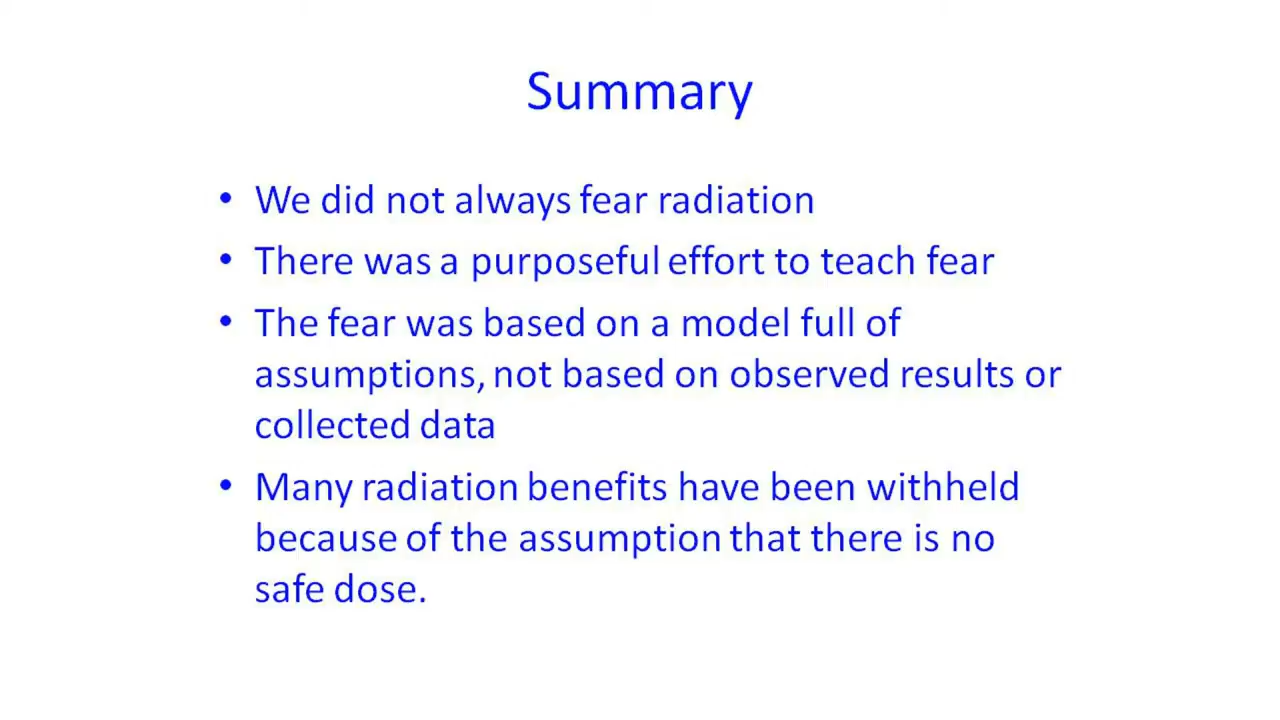 Summary
• We did not always fear radiation
• There was a purposeful effort to teach fear
• The fear was based on a model full of
assumptions, not based on observed results or
collected data
• Many radiation benefits have been withheld
because of the assumption that there is no
safe dose.